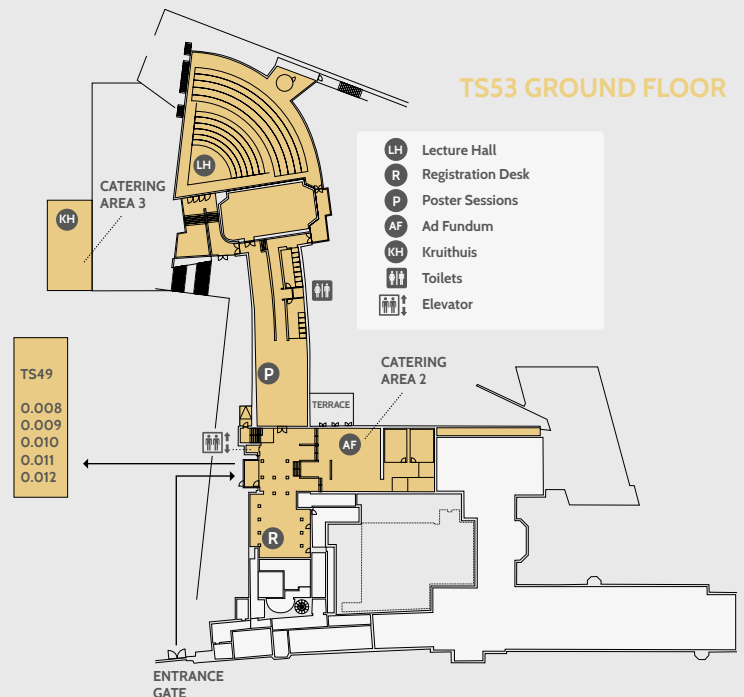 TS53 GROUND FLOOR
LH Lecture Hall
R Registration Desk
P Poster Sessions
AF Ad Fundum
KH Kruithuis
Toilets
Elevator
LH
CATERING
AREA 3
KH
P
TS49
0.008
0.009
0.010
0.011
0.012
CATERING
AREA 2
TERRACE
AF
R
ENTRANCE
GATE